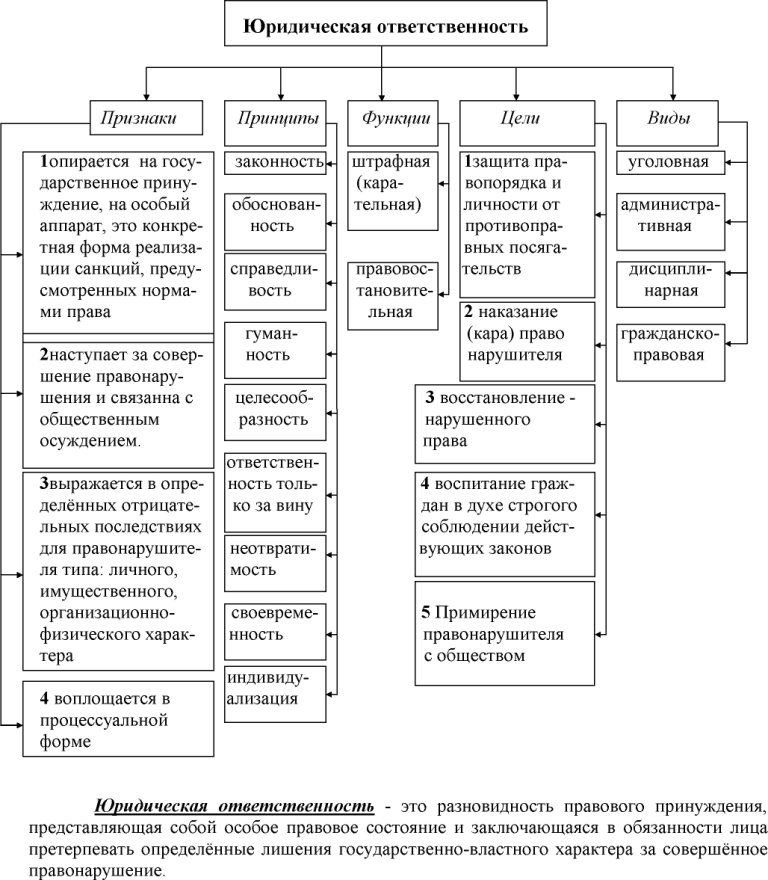 Юридическая ответственность
Признаки
1опирается на госу-
дарственное прину-
ждение, на особый
аппарат, это конкре-
тная форма реализа-
ции санкций, преду-
смотренных норма-
ми права
2наступает за совер-
шение правонару-
шения и связанна с
общественным
осуждением.
3выражается в опре-
делённых отрицать-
тельных последствиях
для правонарушите-
ля типа: личного,
имущественного,
организационно-
физического харак-
тера
4 воплощается в
процессуальной
форме
Принципы
законность
обоснован-
ность
справедли-
вость
гуман-
ность
целесооб-
разность
ответствен-
ность толь-
ко за вину
неотврати-
мость
своевреме-
нность
индивиду-
ализация
Функции
штрафная
(кара-
тельная)
правовос-
тановите-
льная
Цели
1защита пра-
вопорядка и
личности от
противопра-
вных посяга-
тельств
2 наказание
(кара) право
нарушителя
3 восстановление -
нарушенного
права
4 воспитание граж-
дан в духе строгого
соблюдении дейст-
вующих законов
5 Примирение
правонарушителя
с обществом
Виды
уголовная
администра-
тивная
дисципли-
нарная
гражданско-
правовая
Юридическая ответственность - это разновидность правового принуждения,
представляющая собой особое правовое состояние и заключающаяся в обязанности лица
претерпевать определённые лишения государственно-властного характера за совершённое
правонарушение.